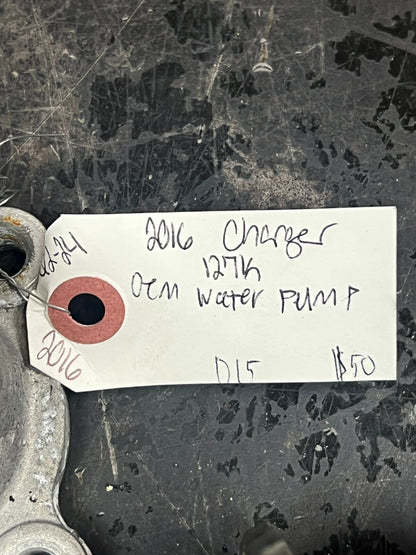 2016 Charger
127K
OEM Water PUMP
D15 $50
2016